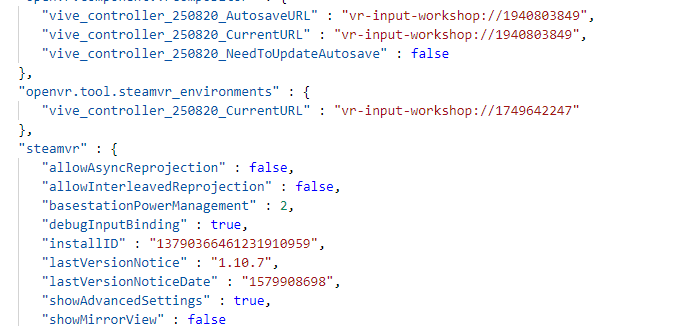 "vive_controller_250820_AutosaveURL" : "vr-input-workshop://1940803849",
"vive_controller_250820_CurrentURL" : "vr-input-workshop://1940803849",
"vive_controller_250820_NeedToUpdateAutosave" : false
},
"openvr.tool.steamvr_environments" : {
"vive_controller_250820_CurrentURL" : "vr-input-workshop://1749642247"
},
"steamvr" : {
"allowAsyncReprojection" : false,
"allowInterleavedReprojection" : false,
"basestationPowerManagement" : 2,
"debugInputBinding" : true,
"installID" : "13790366461231910959",
"lastVersionNotice" : "1.10.7",
"lastVersionNoticeDate" : "1579908698",
"showAdvancedSettings" : true,
"showMirrorView" : false